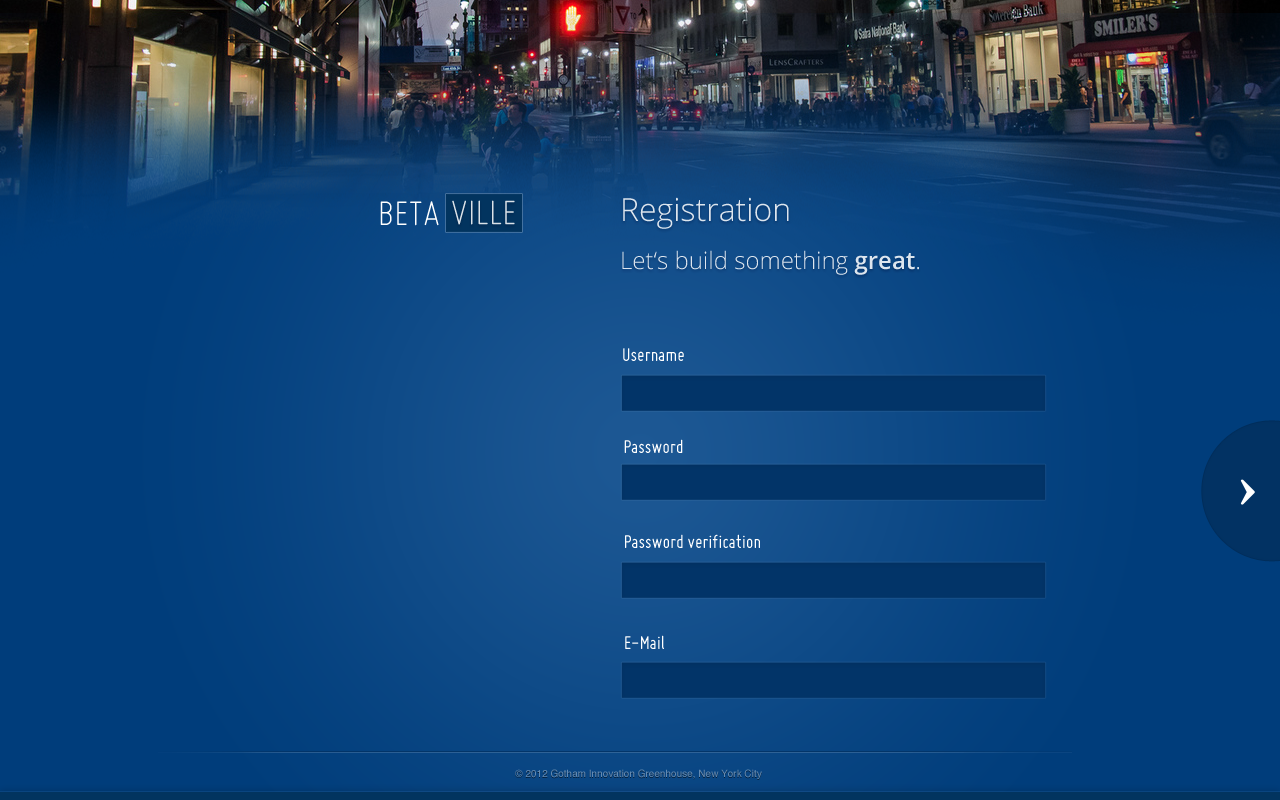 Sovereign Bank
SMILER'S
Safra National Bank
LENSCRAFTERS
BETA VILLE
Registration
Let's build something great.
Username
Password
Password verification
E-Mail
© 2012 Gotham Innovation Greenhouse, New York City